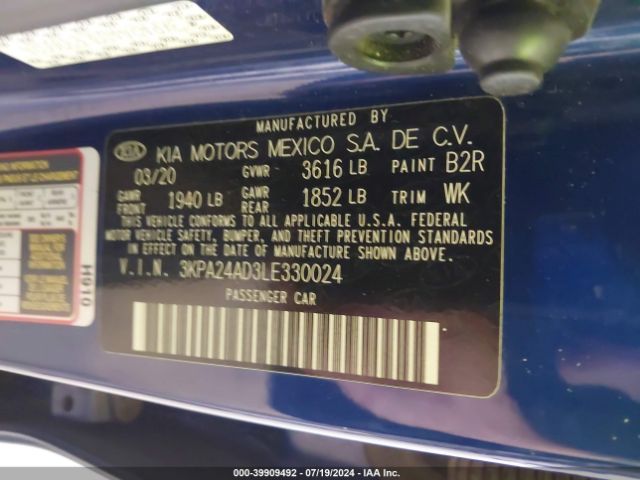 MANUFACTURED BY
KIA KIA MOTORS MEXICO S.A. DE C.V.
03/20 GVWR 3616 LB PAINT B2R
GAWR FRONT 1940 LB GAWR REAR 1852 LB TRIM WK
THIS VEHICLE CONFORMS TO ALL APPLICABLE U.S.A. FEDERAL
MOTOR VEHICLE SAFETY, BUMPER, AND THEFT PREVENTION STANDARDS
IN EFFECT ON THE DATE OF MANUFACTURE SHOWN ABOVE.
V.I.N. 3KPA24AD3LE330024
PASSENGER CAR
H910
000-39909492 - 07/19/2024 - IAA Inc.